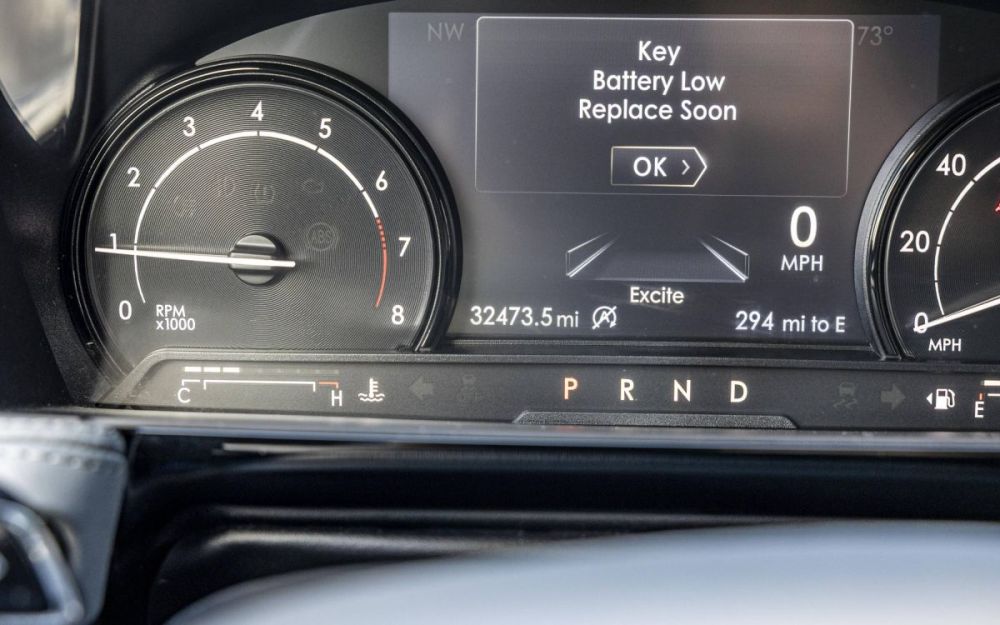 NW
73°
Key
Battery Low
Replace Soon
OK
0
1
2
3
4
5
6
7
8
RPM
x1000
ABS
0
MPH
Excite
32473.5 mi
A
294 mi to E
40
20
0
MPH
C
H
P R N D
E